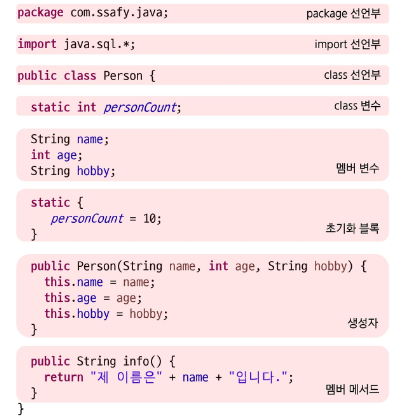 package com.ssafy.java; package 선언부
import java.sql.*; import 선언부
public class Person { class 선언부
static int personCount; class 변수
String name;
int age;
String hobby; 멤버 변수
static {
personCount = 10;
} 초기화 블록
public Person(String name, int age, String hobby) {
this.name = name;
this.age = age;
this.hobby = hobby;
} 생성자
public String info() {
return "제 이름은" + name + "입니다.";
} 멤버 메서드
}